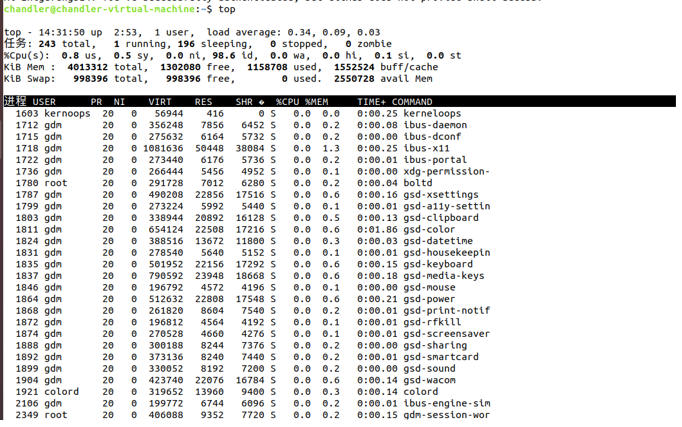 chandler@chandler-virtual-machine:~$ top
top - 14:31:50 up 2:53, 1 user, load average: 0.34, 0.09, 0.03
任务: 243 total, 1 running, 196 sleeping, 0 stopped, 0 zombie
%Cpu(s): 0.8 us, 0.5 sy, 0.0 ni, 98.6 id, 0.0 wa, 0.0 hi, 0.1 si, 0.0 st
KiB Mem : 4013312 total, 1302080 free, 1158708 used, 1552524 buff/cache
KiB Swap: 998396 total, 998396 free, 0 used. 2550728 avail Mem
进程 USER PR NI VIRT RES SHR � %CPU %MEM TIME+ COMMAND
1603 kernoops 20 0 56944 416 0 S 0.0 0.0 0:00.25 kerneloops
1712 gdm 20 0 356248 7856 6452 S 0.0 0.2 0:00.08 ibus-daemon
1715 gdm 20 0 275632 6164 5732 S 0.0 0.2 0:00.00 ibus-dconf
1718 gdm 20 0 1081636 50448 38084 S 0.0 1.3 0:00.25 ibus-x11
1722 gdm 20 0 273440 6176 5736 S 0.0 0.2 0:00.01 ibus-portal
1736 gdm 20 0 266444 5456 4952 S 0.0 0.1 0:00.00 xdg-permission-
1780 root 20 0 291728 7012 6280 S 0.0 0.2 0:00.04 boltd
1787 gdm 20 0 490208 22856 17516 S 0.0 0.6 0:00.16 gsd-xsettings
1799 gdm 20 0 273224 5992 5440 S 0.0 0.1 0:00.01 gsd-a11y-settin
1803 gdm 20 0 338944 20892 16128 S 0.0 0.5 0:00.13 gsd-clipboard
1811 gdm 20 0 654124 22508 17216 S 0.0 0.6 0:01.86 gsd-color
1824 gdm 20 0 388516 13672 11800 S 0.0 0.3 0:00.03 gsd-datetime
1831 gdm 20 0 278540 5640 5152 S 0.0 0.1 0:00.01 gsd-housekeepin
1835 gdm 20 0 501952 22156 17292 S 0.0 0.6 0:00.15 gsd-keyboard
1837 gdm 20 0 790592 23948 18668 S 0.0 0.6 0:00.18 gsd-media-keys
1846 gdm 20 0 196792 4572 4196 S 0.0 0.1 0:00.00 gsd-mouse
1864 gdm 20 0 512632 22808 17548 S 0.0 0.6 0:00.21 gsd-power
1868 gdm 20 0 261820 8604 7540 S 0.0 0.2 0:00.01 gsd-print-notif
1872 gdm 20 0 196812 4564 4192 S 0.0 0.1 0:00.01 gsd-rfkill
1874 gdm 20 0 270528 4660 4276 S 0.0 0.1 0:00.01 gsd-screensaver
1888 gdm 20 0 300188 8244 7376 S 0.0 0.2 0:00.00 gsd-sharing
1892 gdm 20 0 373136 8240 7440 S 0.0 0.2 0:00.01 gsd-smartcard
1899 gdm 20 0 330052 8192 7200 S 0.0 0.2 0:00.00 gsd-sound
1904 gdm 20 0 423740 22076 16784 S 0.0 0.6 0:00.14 gsd-wacom
1921 colord 20 0 319652 13960 9400 S 0.0 0.3 0:00.14 colord
2106 gdm 20 0 199772 6744 6096 S 0.0 0.2 0:00.01 ibus-engine-sim
2349 root 20 0 406088 9352 7720 S 0.0 0.2 0:00.15 gdm-session-wor